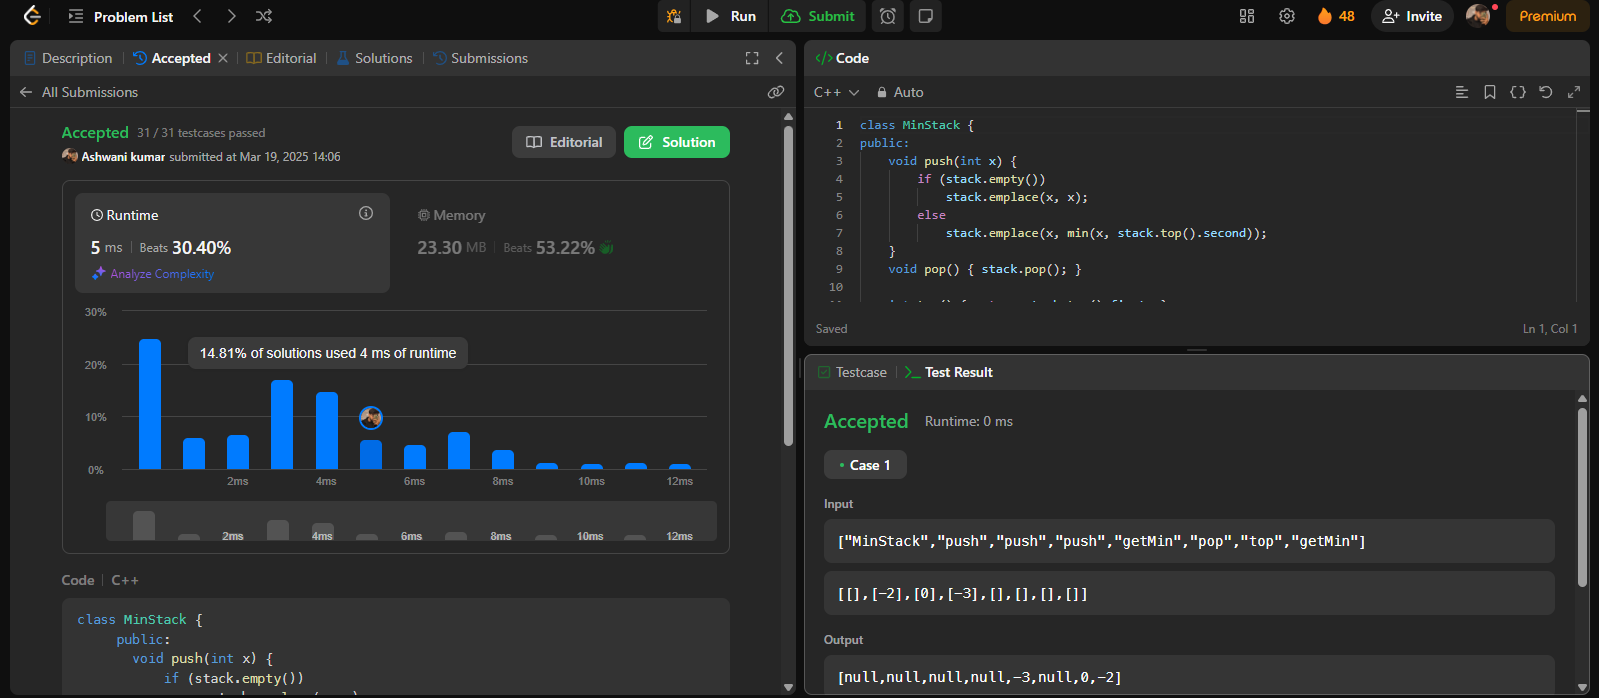 Problem List
Run
Submit
48
Invite
Premium
Description
Accepted
Editorial
Solutions
Submissions
All Submissions
Accepted 31 / 31 testcases passed
Ashwani kumar submitted at Mar 19, 2025 14:06
Editorial
Solution
Runtime
5 ms | Beats 30.40%
Analyze Complexity
Memory
23.30 MB | Beats 53.22%
30%
20%
10%
0%
14.81% of solutions used 4 ms of runtime
2ms 4ms 6ms 8ms 10ms 12ms
2ms 4ms 6ms 8ms 10ms 12ms
Code | C++
class MinStack {
public:
void push(int x) {
if (stack.empty())
</> Code
C++
Auto
1 class MinStack {
2 public:
3 void push(int x) {
4 if (stack.empty())
5 stack.emplace(x, x);
6 else
7 stack.emplace(x, min(x, stack.top().second));
8 }
9 void pop() { stack.pop(); }
10
Saved
Ln 1, Col 1
Testcase
Test Result
Accepted Runtime: 0 ms
Case 1
Input
["MinStack","push","push","push","getMin","pop","top","getMin"]
[[],[-2],[0],[-3],[],[],[],[]]
Output
[null,null,null,null,-3,null,0,-2]